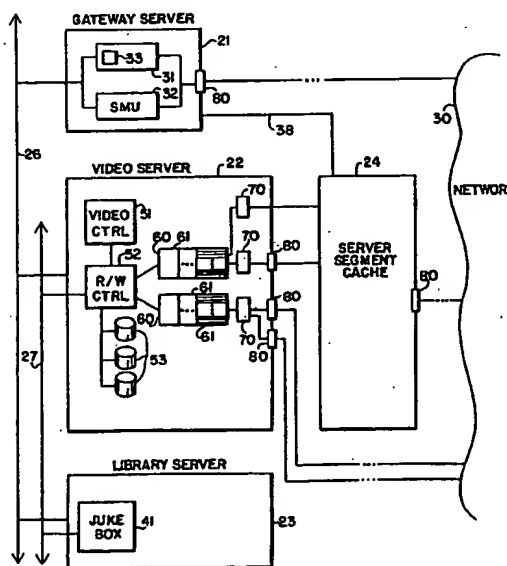 GATEWAY SERVER
21
33
31
32
SMU
80
30
38
26
VIDEO SERVER
22
24
NETWORK
70
VIDEO
CTRL
51
60
61
70
80
52
R/W
CTRL
SERVER
SEGMENT
CACHE
80
61
80
60
61
70
27
53
80
LIBRARY SERVER
JUKE
BOX
41
23